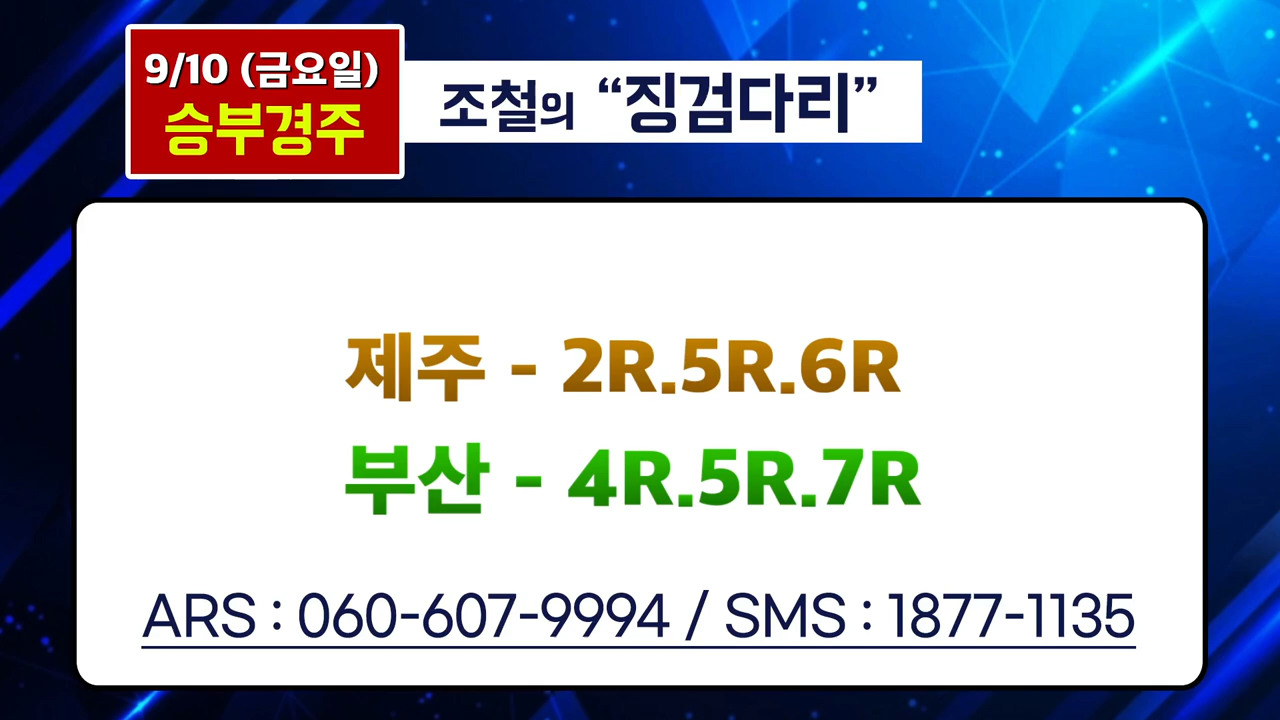 9/10 (금요일)
승부경주
조철의 “징검다리”
제주 - 2R.5R.6R
부산 - 4R.5R.7R
ARS : 060-607-9994 / SMS : 1877-1135